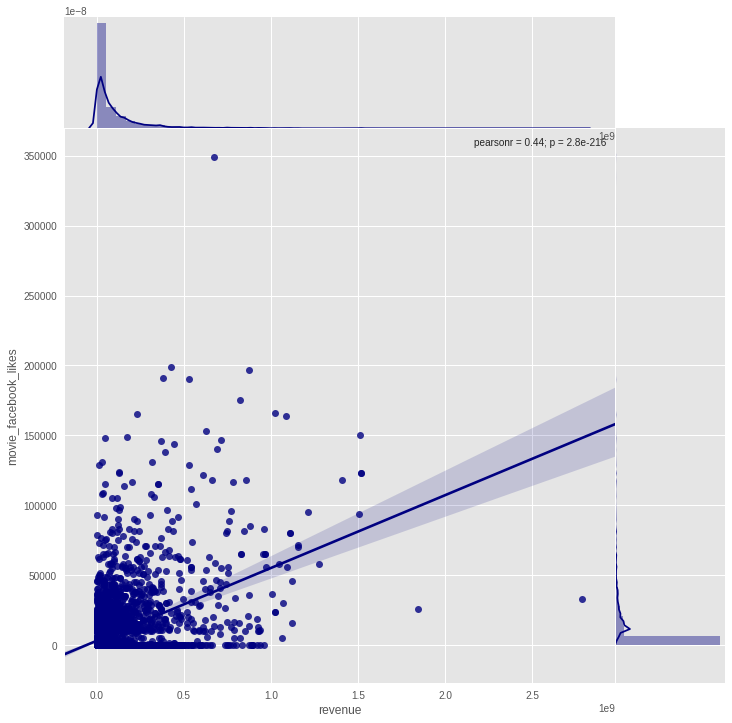 1e−8
1e9
pearsonr = 0.44; p = 2.8e-216
350000
300000
250000
200000
150000
100000
50000
0
movie_facebook_likes
0.0 0.5 1.0 1.5 2.0 2.5
revenue
1e9